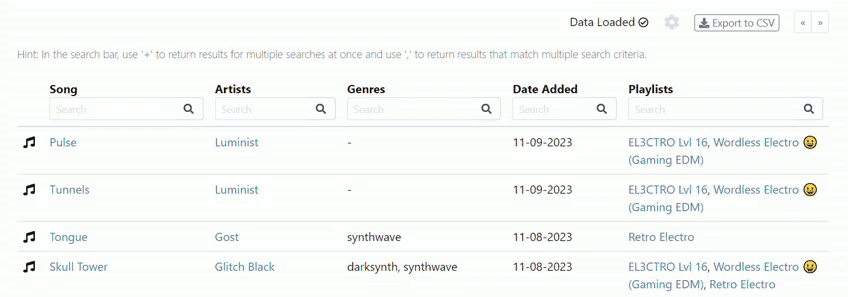 Data Loaded Export to CSV « »
Hint: In the search bar, use '+' to return results for multiple searches at once and use ',' to return results that match multiple search criteria.
Song Artists Genres Date Added Playlists
Search Search Search Search Search
Pulse Luminist - 11-09-2023 EL3CTRO Lvl 16, Wordless Electro 😀
(Gaming EDM)
Tunnels Luminist - 11-09-2023 EL3CTRO Lvl 16, Wordless Electro 😀
(Gaming EDM)
Tongue Gost synthwave 11-08-2023 Retro Electro
Skull Tower Glitch Black darksynth, synthwave 11-08-2023 EL3CTRO Lvl 16, Wordless Electro 😀
(Gaming EDM), Retro Electro